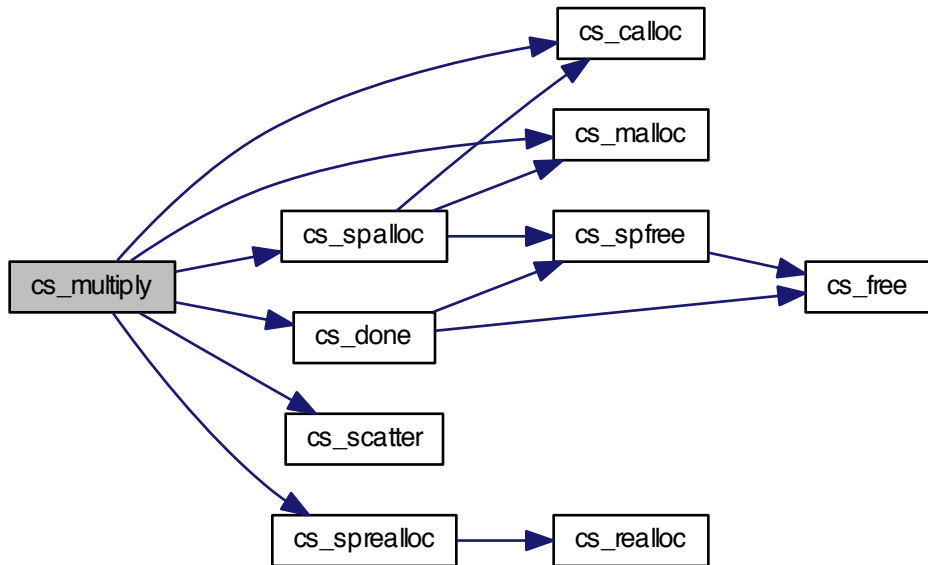 cs_calloc
cs_malloc
cs_spalloc
cs_spfree
cs_multiply
cs_free
cs_done
cs_scatter
cs_sprealloc
cs_realloc